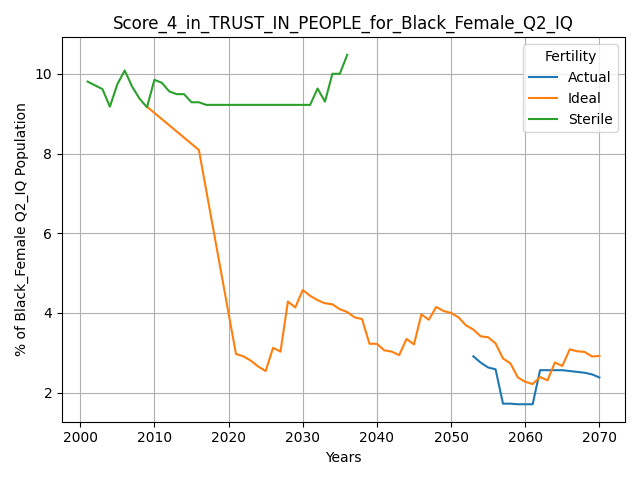 Score_4_in_TRUST_IN_PEOPLE_for_Black_Female_Q2_IQ
% of Black_Female Q2_IQ Population
10
8
6
4
2
Fertility
Actual
Ideal
Sterile
2000 2010 2020 2030 2040 2050 2060 2070
Years